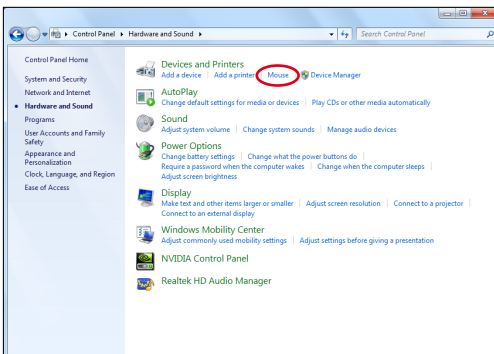 Control Panel Hardware and Sound Search Control Panel
Control Panel Home
System and Security
Network and Internet
Hardware and Sound
Programs
User Accounts and Family
Safety
Appearance and
Personalization
Clock, Language, and Region
Ease of Access
Devices and Printers
Add a device Add a printer Mouse Device Manager
AutoPlay
Change default settings for media or devices Play CDs or other media automatically
Sound
Adjust system volume Change system sounds Manage audio devices
Power Options
Change battery settings Change what the power buttons do
Require a password when the computer wakes Change when the computer sleeps
Adjust screen brightness
Display
Make text and other items larger or smaller Adjust screen resolution Connect to a projector
Connect to an external display
Windows Mobility Center
Adjust commonly used mobility settings Adjust settings before giving a presentation
NVIDIA Control Panel
Realtek HD Audio Manager